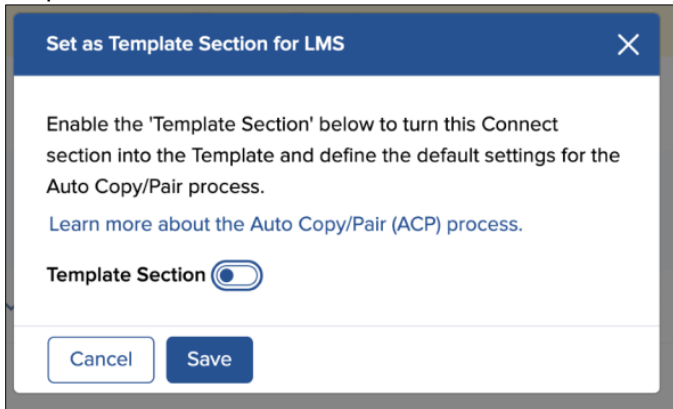 Set as Template Section for LMS
Enable the 'Template Section' below to turn this Connect
section into the Template and define the default settings for the
Auto Copy/Pair process.
Learn more about the Auto Copy/Pair (ACP) process.
Template Section
Cancel
Save